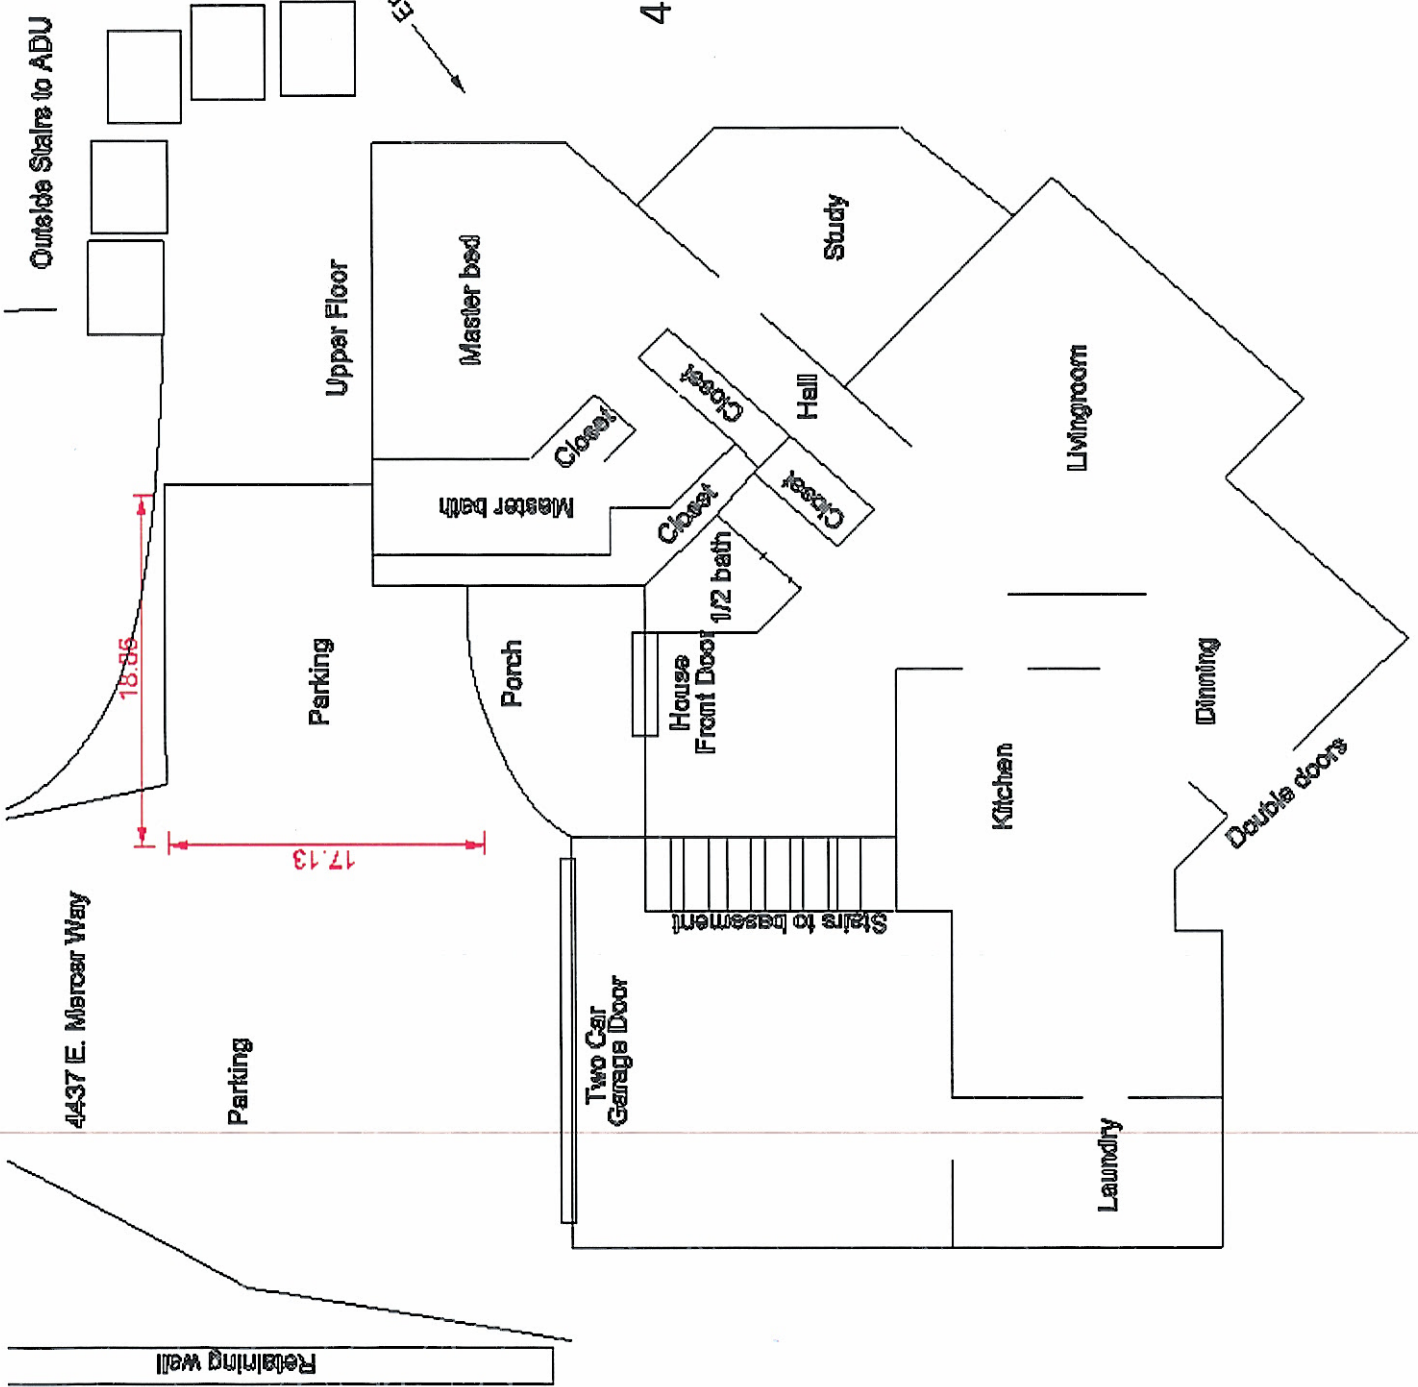 Outside Stairs to ADU
4
Upper Floor
Master bed
Study
Closet
Closet
Hall
Livingroom
Master bath
Closet
Closet
18.86
Parking
Porch
1/2 bath
House
Front Door
Dinning
Kitchen
Double doors
17.13
Stairs to basement
4437 E. Mercer Way
Parking
Two Car
Garage Door
Laundry
Retaining wall